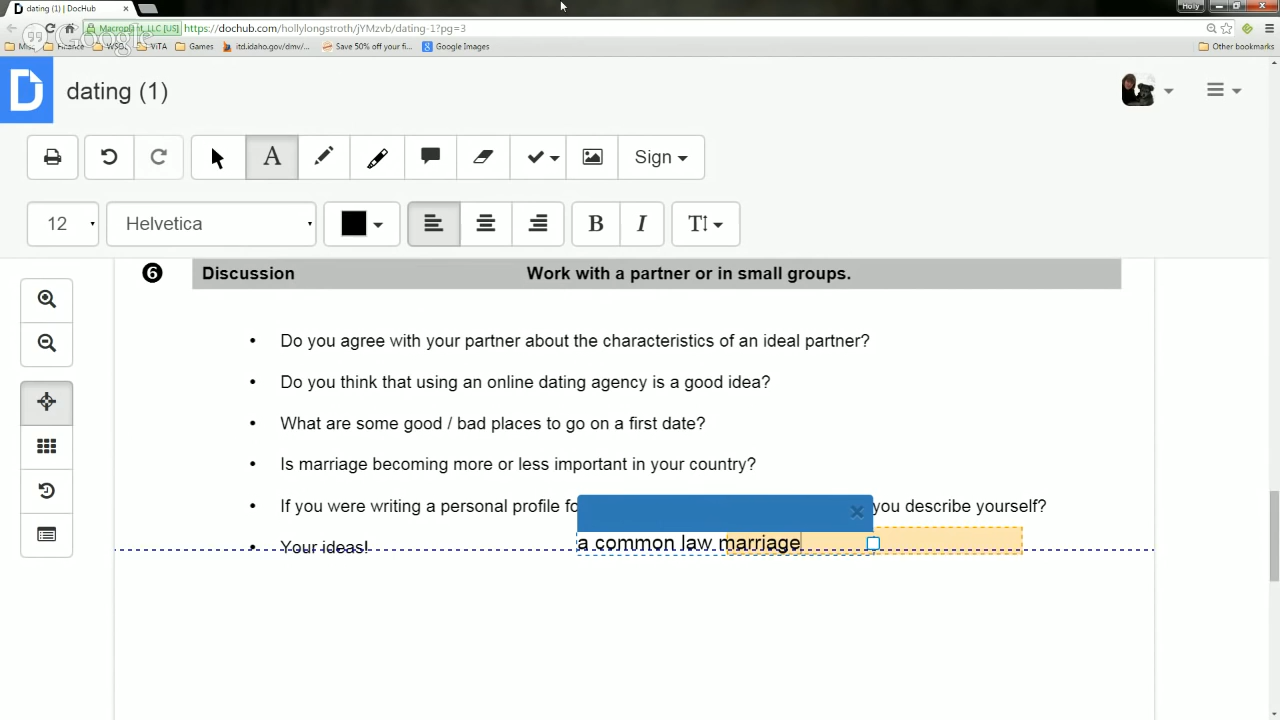 dating (1) | DocHub
Holly
Macroplant, LLC [US] https://dochub.com/hollylongstroth/jYMzvb/dating-1?pg=3
Google
VITA Games itd.idaho.gov/dmv/... Save 50% off your fi... Google Images Other bookmarks
dating (1)
A Sign
12 Helvetica B I T
6 Discussion Work with a partner or in small groups.
• Do you agree with your partner about the characteristics of an ideal partner?
• Do you think that using an online dating agency is a good idea?
• What are some good / bad places to go on a first date?
• Is marriage becoming more or less important in your country?
• If you were writing a personal profile you describe yourself?
a common law marriage
• Your ideas!